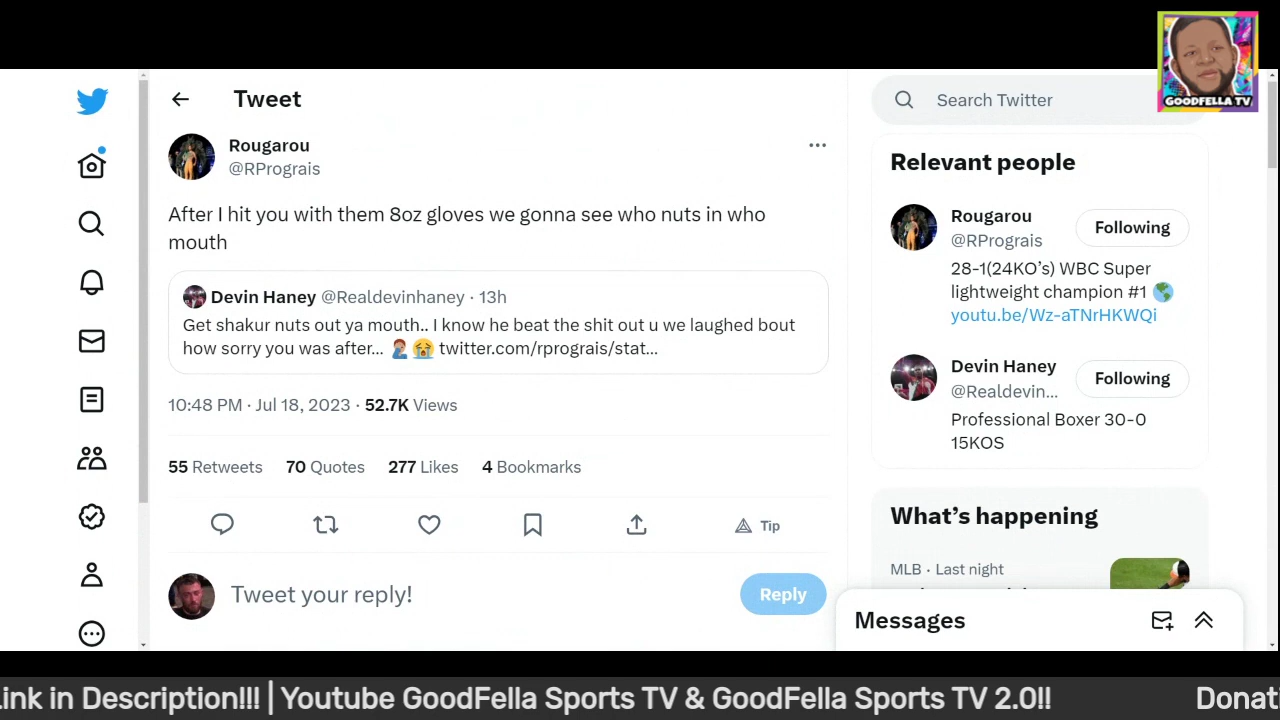 GOODFELLA TV
Tweet
Search Twitter
Rougarou
@RPrograis
After I hit you with them 8oz gloves we gonna see who nuts in who
mouth
Devin Haney @Realdevinhaney · 13h
Get shakur nuts out ya mouth.. I know he beat the shit out u we laughed bout
how sorry you was after... 🤦🏽‍♂️😭 twitter.com/rprograis/stat...
10:48 PM · Jul 18, 2023 · 52.7K Views
55 Retweets 70 Quotes 277 Likes 4 Bookmarks
Tip
Tweet your reply!
Reply
Relevant people
Rougarou
@RPrograis
Following
28-1(24KO’s) WBC Super
lightweight champion #1 🌎
youtu.be/Wz-aTNrHKWQi
Devin Haney
@Realdevin...
Following
Professional Boxer 30-0
15KOS
What’s happening
MLB · Last night
Messages
ink in Description!!! | Youtube GoodFella Sports TV & GoodFella Sports TV 2.0!! Donat